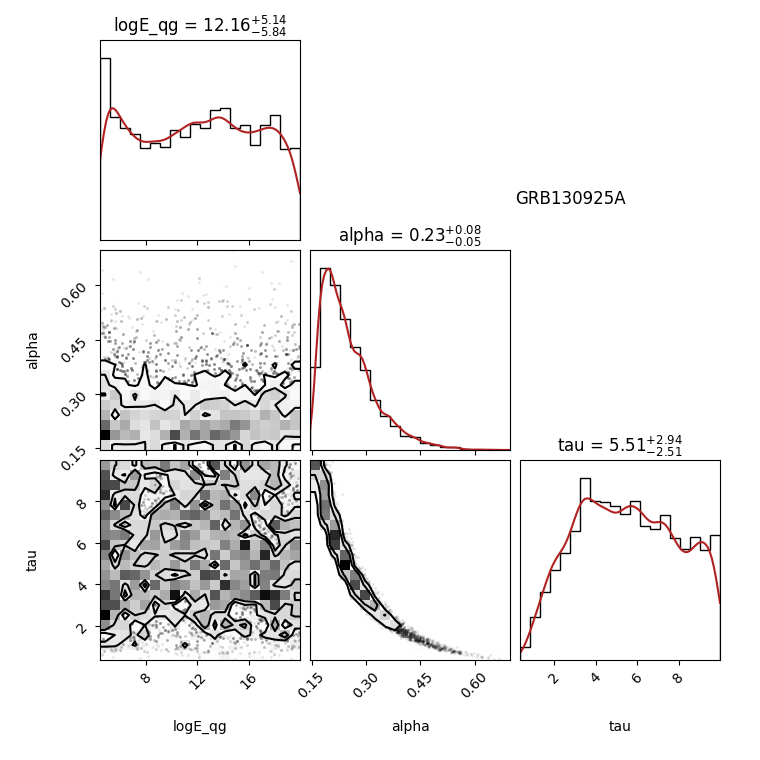 logE_qg = 12.16+5.14 −5.84
GRB130925A
alpha = 0.23+0.08 −0.05
0.60
0.45
0.30
0.15
alpha
tau = 5.51+2.94 −2.51
8
6
4
2
tau
8 12 16
0.15 0.30 0.45 0.60
2 4 6 8
logE_qg alpha tau